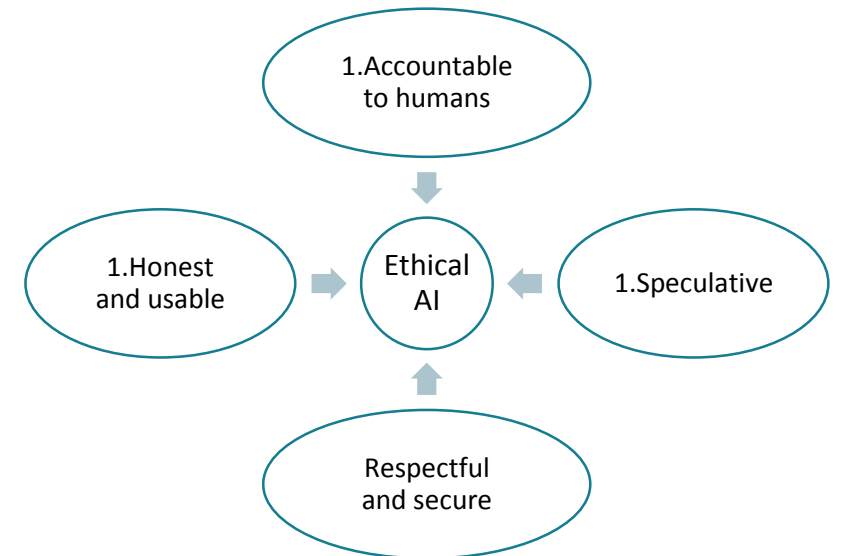 1.Accountable
to humans
1.Honest
and usable
Ethical
AI
1.Speculative
Respectful
and secure